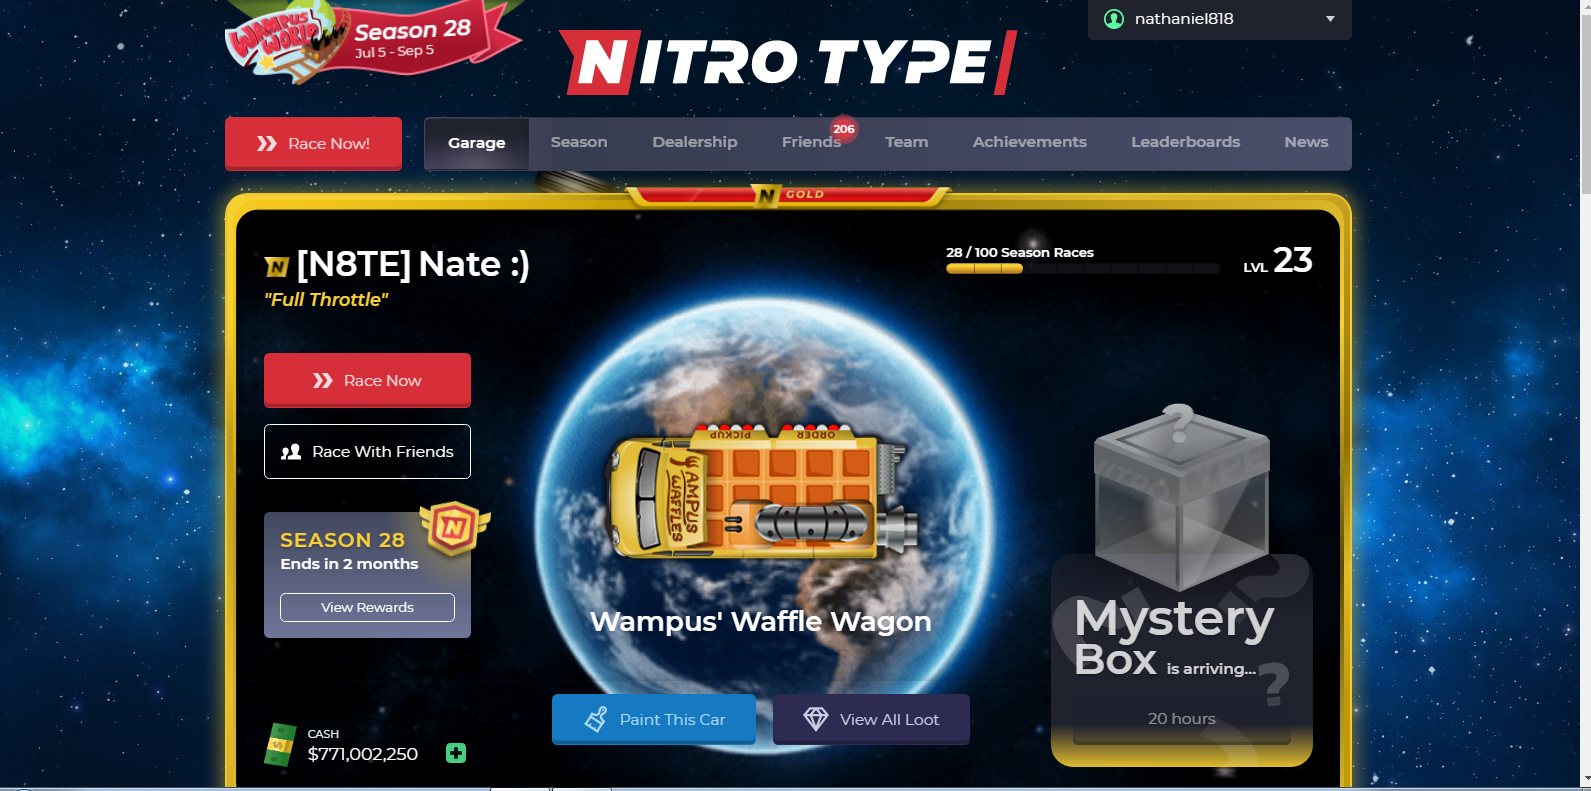 WAMPUS WORLD
Season 28
Jul 5 - Sep 5
NITRO TYPE
nathaniel818
Race Now!
Garage
Season
Dealership
Friends
206
Team
Achievements
Leaderboards
News
N GOLD
N [N8TE] Nate :)
"Full Throttle"
28 / 100 Season Races
LVL 23
Race Now
Race With Friends
SEASON 28
N
Ends in 2 months
View Rewards
PICKUP
ORDER
WAMPUS
WAFFLES
Wampus' Waffle Wagon
?
NITRO TYPE
Mystery
Box is arriving...
?
20 hours
Paint This Car
View All Loot
CASH
$771,002,250